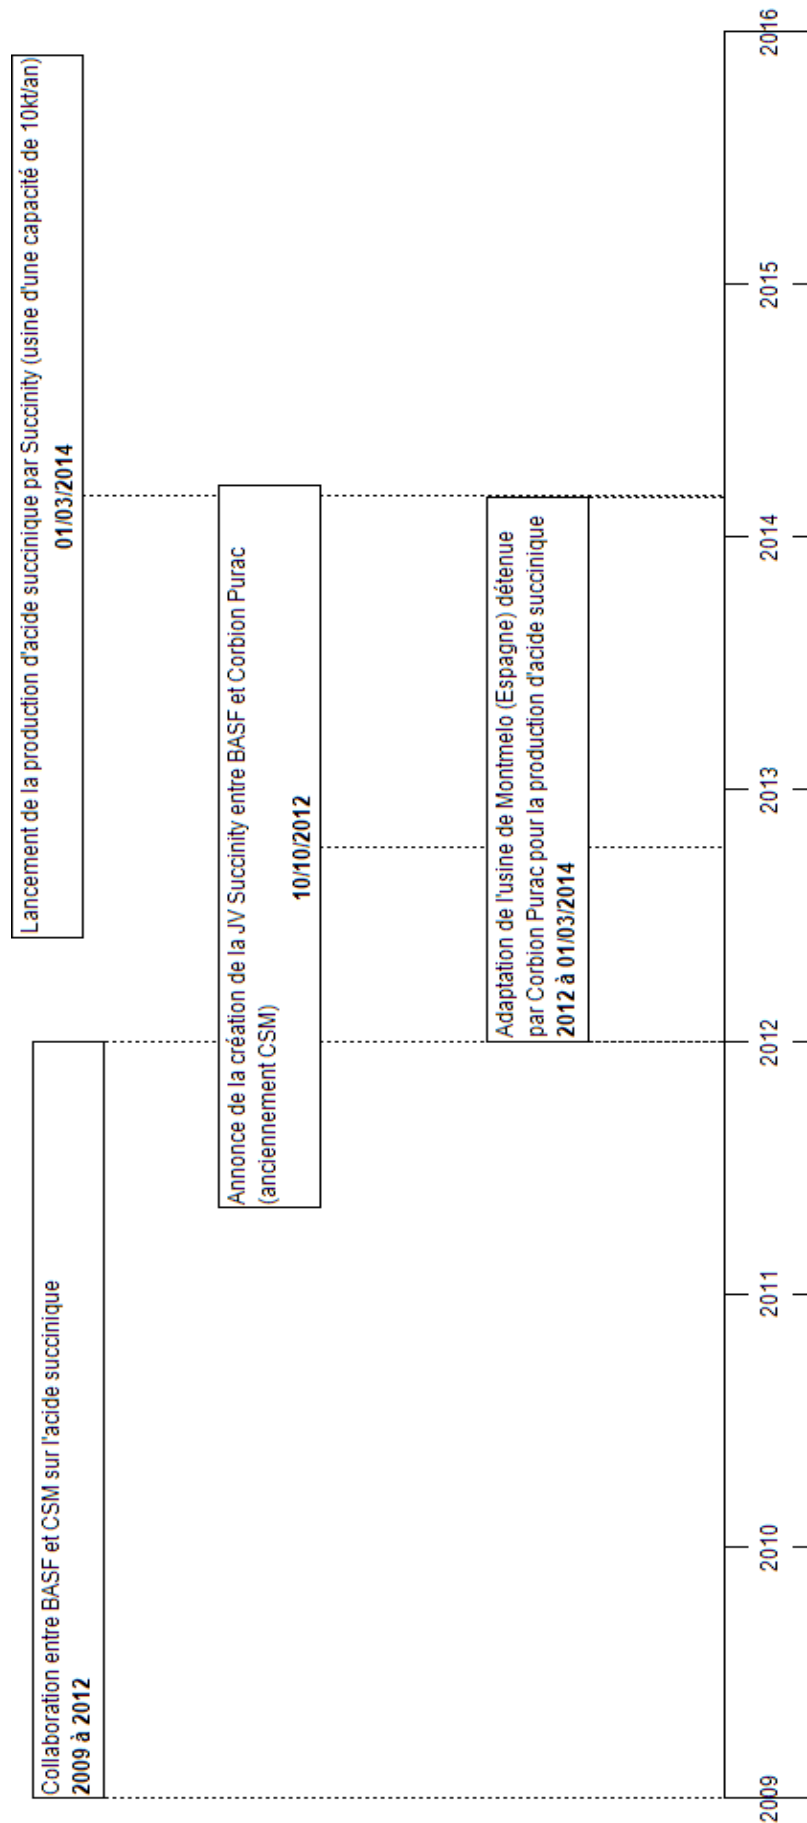 Lancement de la production d'acide succinique par Succinity (usine d'une capacité de 10kt/an)
01/03/2014
Collaboration entre BASF et CSM sur l'acide succinique
2009 à 2012
Annonce de la création de la JV Succinity entre BASF et Corbion Purac
(anciennement CSM)
10/10/2012
Adaptation de l'usine de Montmelo (Espagne) détenue
par Corbion Purac pour la production d'acide succinique
2012 à 01/03/2014
2009
2010
2011
2012
2013
2014
2015
2016